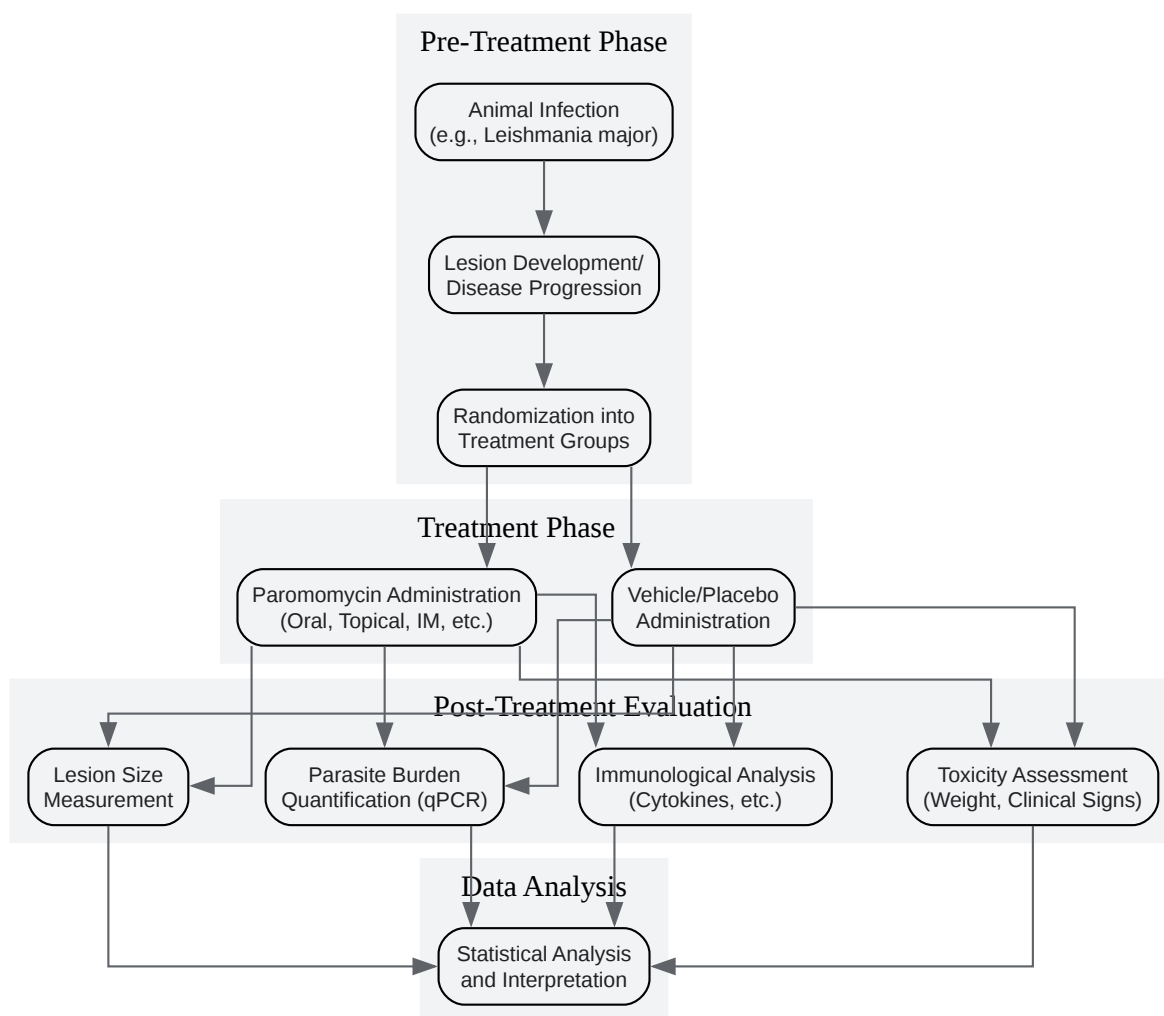 Pre-Treatment Phase
Animal Infection
(e.g., Leishmania major)
Lesion Development/
Disease Progression
Randomization into
Treatment Groups
Treatment Phase
Paromomycin Administration
(Oral, Topical, IM, etc.)
Vehicle/Placebo
Administration
Post-Treatment Evaluation
Lesion Size
Measurement
Parasite Burden
Quantification (qPCR)
Immunological Analysis
(Cytokines, etc.)
Toxicity Assessment
(Weight, Clinical Signs)
Data Analysis
Statistical Analysis
and Interpretation